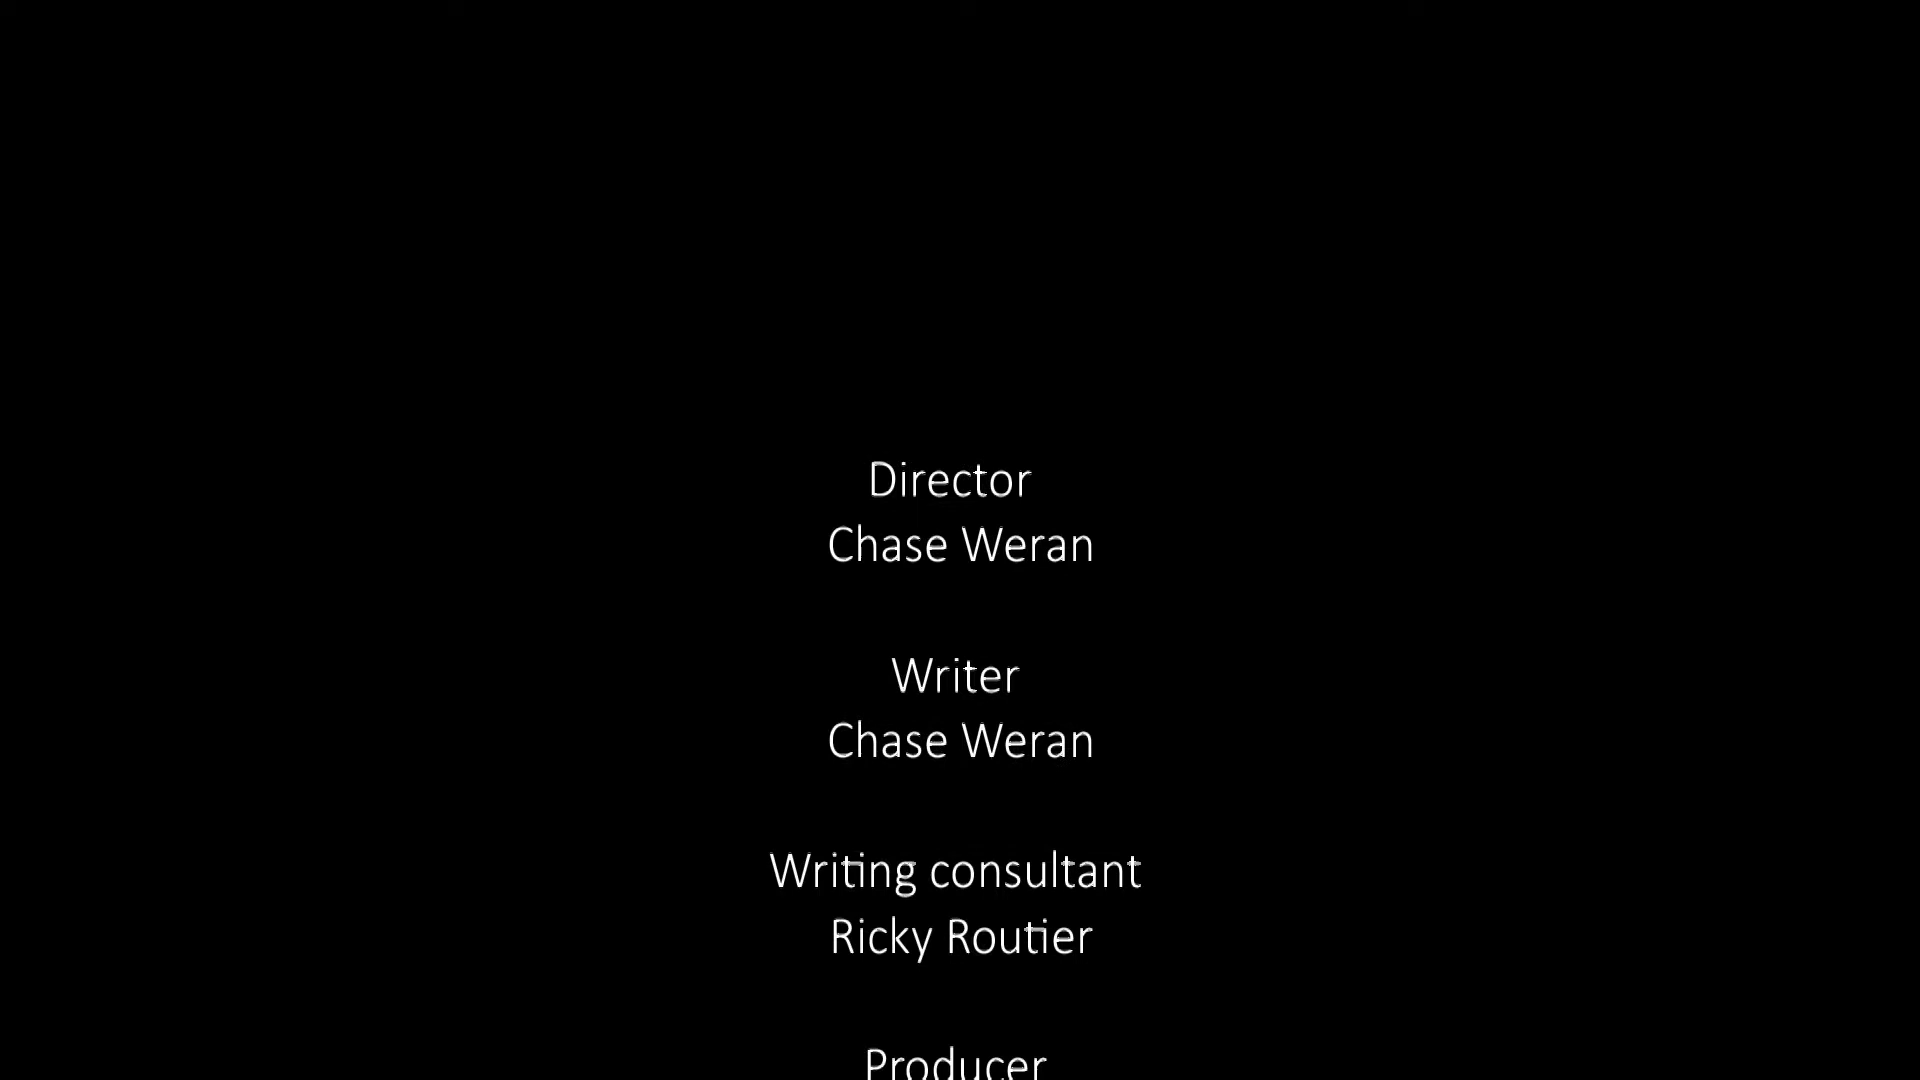 Director
Chase Weran
Writer
Chase Weran
Writing consultant
Ricky Routier
Producer